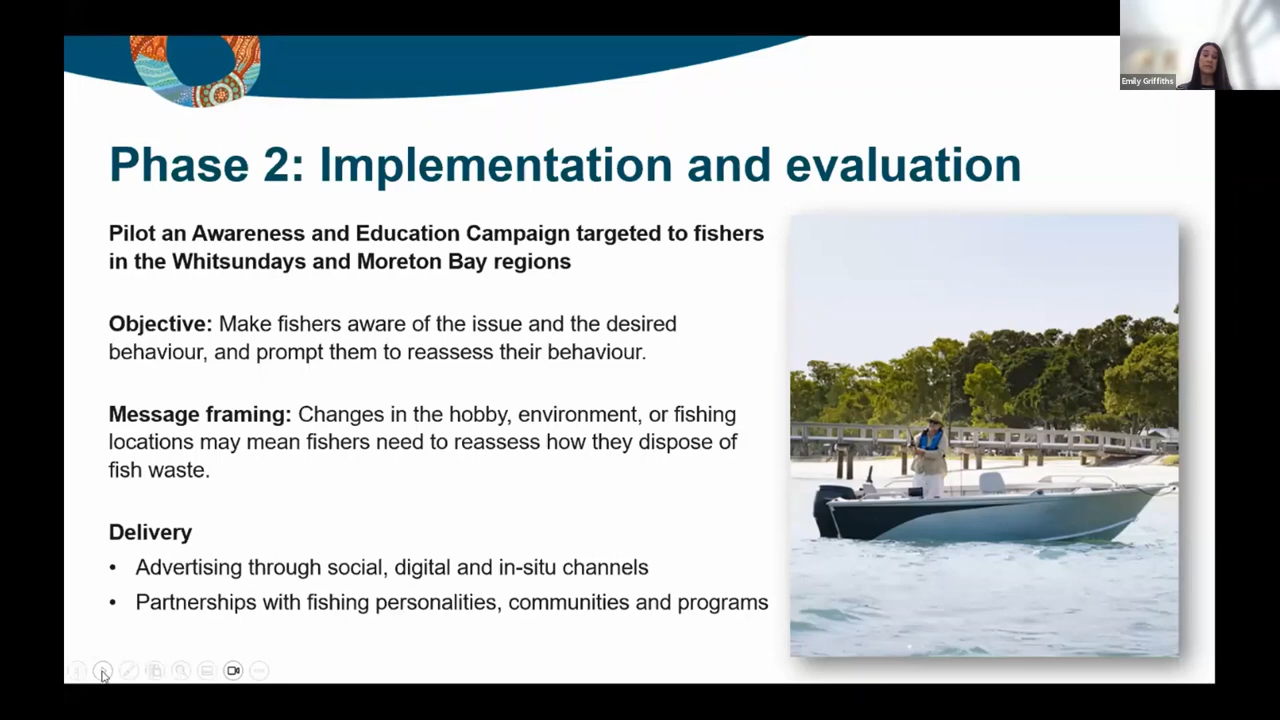 Emily Griffiths
Phase 2: Implementation and evaluation
Pilot an Awareness and Education Campaign targeted to fishers
in the Whitsundays and Moreton Bay regions
Objective: Make fishers aware of the issue and the desired
behaviour, and prompt them to reassess their behaviour.
Message framing: Changes in the hobby, environment, or fishing
locations may mean fishers need to reassess how they dispose of
fish waste.
Delivery
• Advertising through social, digital and in-situ channels
• Partnerships with fishing personalities, communities and programs